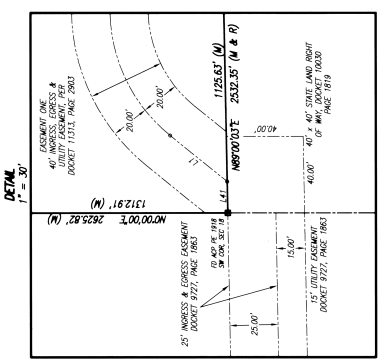 DETAIL
1" = 30'
EASEMENT ONE
40' INGRESS, EGRESS &
UTILITY EASEMENT, PER
DOCKET 11313, PAGE 2903
20.00'
20.00'
1125.63' (M)
N89°00'03"E 2532.35' (M & R)
L1
L41
N0°00'00"E 2625.82' (M)
1312.91' (M)
FD ACP PE 1918
SW COR, SEC 18
40.00'
40.00'
40' x 40' STATE LAND RIGHT
OF WAY, DOCKET 10030
PAGE 1819
25' INGRESS & EGRESS EASEMENT
DOCKET 9727, PAGE 1863
25.00'
15.00'
15' UTILITY EASEMENT
DOCKET 9727, PAGE 1863